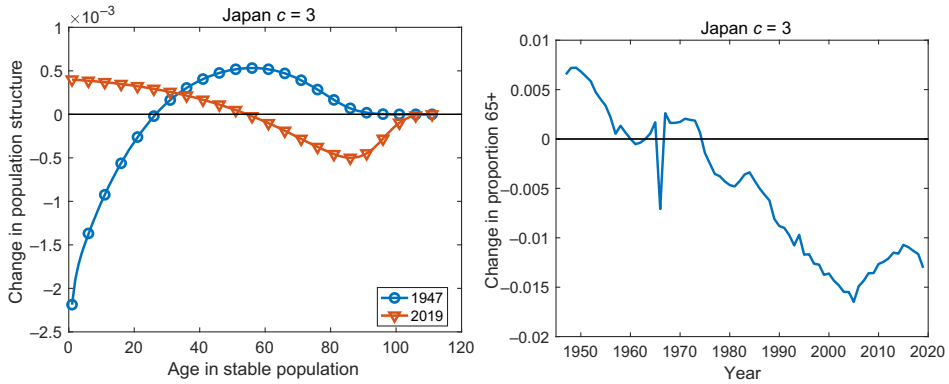 Japan c = 3
×10⁻³
Change in population structure
1
0.5
0
–0.5
–1
–1.5
–2
–2.5
0 20 40 60 80 100 120
Age in stable population
1947
2019
Japan c = 3
Change in proportion 65+
0.01
0.005
0
–0.005
–0.01
–0.015
–0.02
1950 1960 1970 1980 1990 2000 2010 2020
Year